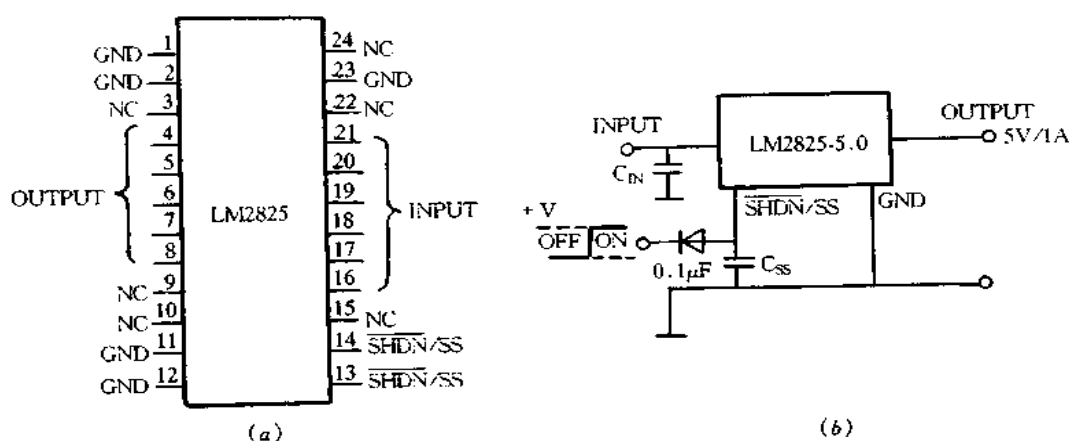 GND 1
GND 2
NC 3
4
5
6
7
8
OUTPUT
NC 9
NC 10
GND 11
GND 12
LM2825
24 NC
23 GND
22 NC
21
20
19
18
17
16
INPUT
15 NC
14 SHDN/SS
13 SHDN/SS
(a)
INPUT
C_IN
LM2825-5.0
OUTPUT
5V/1A
SHDN/SS
GND
+V
OFF ON
0.1μF
C_SS
(b)